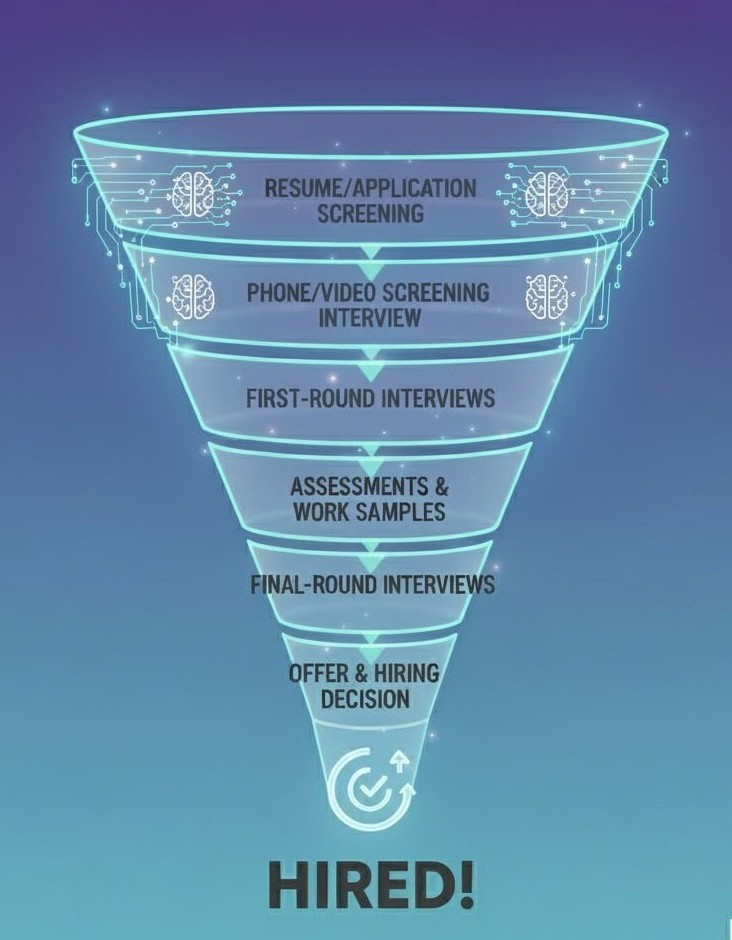 RESUME/APPLICATION
SCREENING
PHONE/VIDEO SCREENING
INTERVIEW
FIRST-ROUND INTERVIEWS
ASSESSMENTS &
WORK SAMPLES
FINAL-ROUND INTERVIEWS
OFFER & HIRING
DECISION
HIRED!